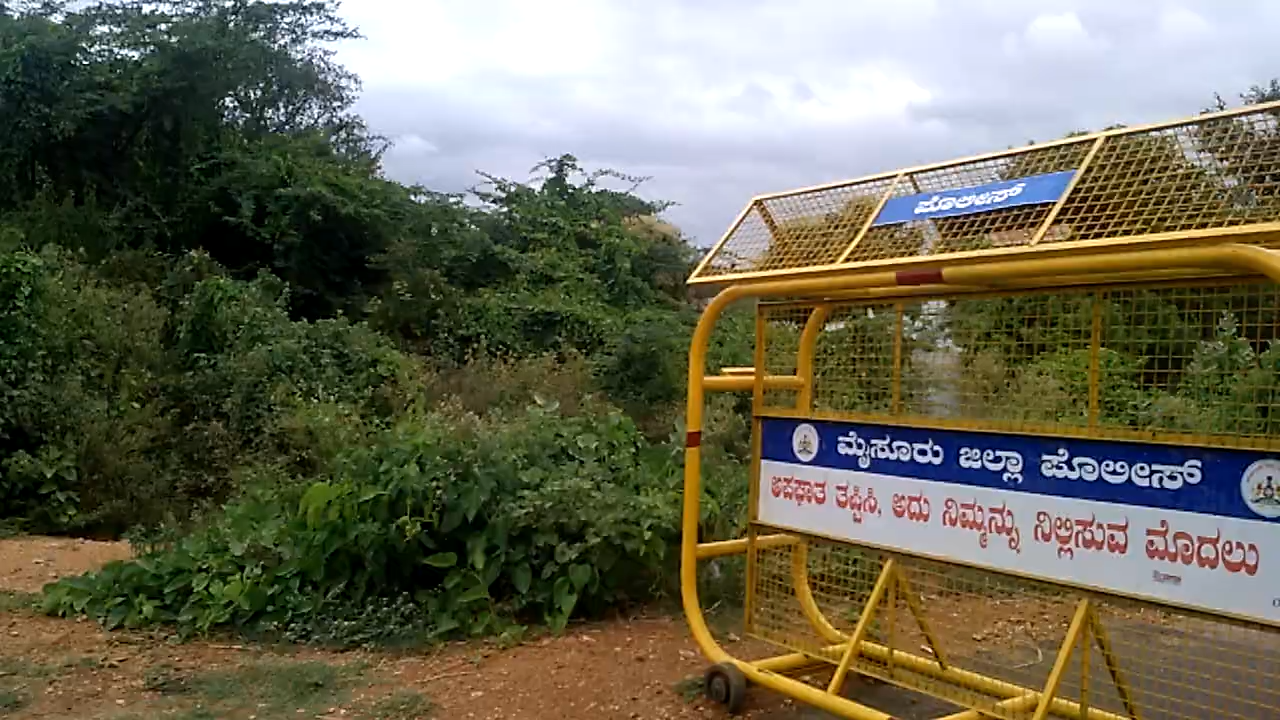 ಪೊಲೀಸ್
ಮೈಸೂರು ಜಿಲ್ಲಾ ಪೊಲೀಸ್
ಅಪಘಾತ ತಪ್ಪಿಸಿ, ಅದು ನಿಮ್ಮನ್ನು ನಿಲ್ಲಿಸುವ ಮೊದಲು